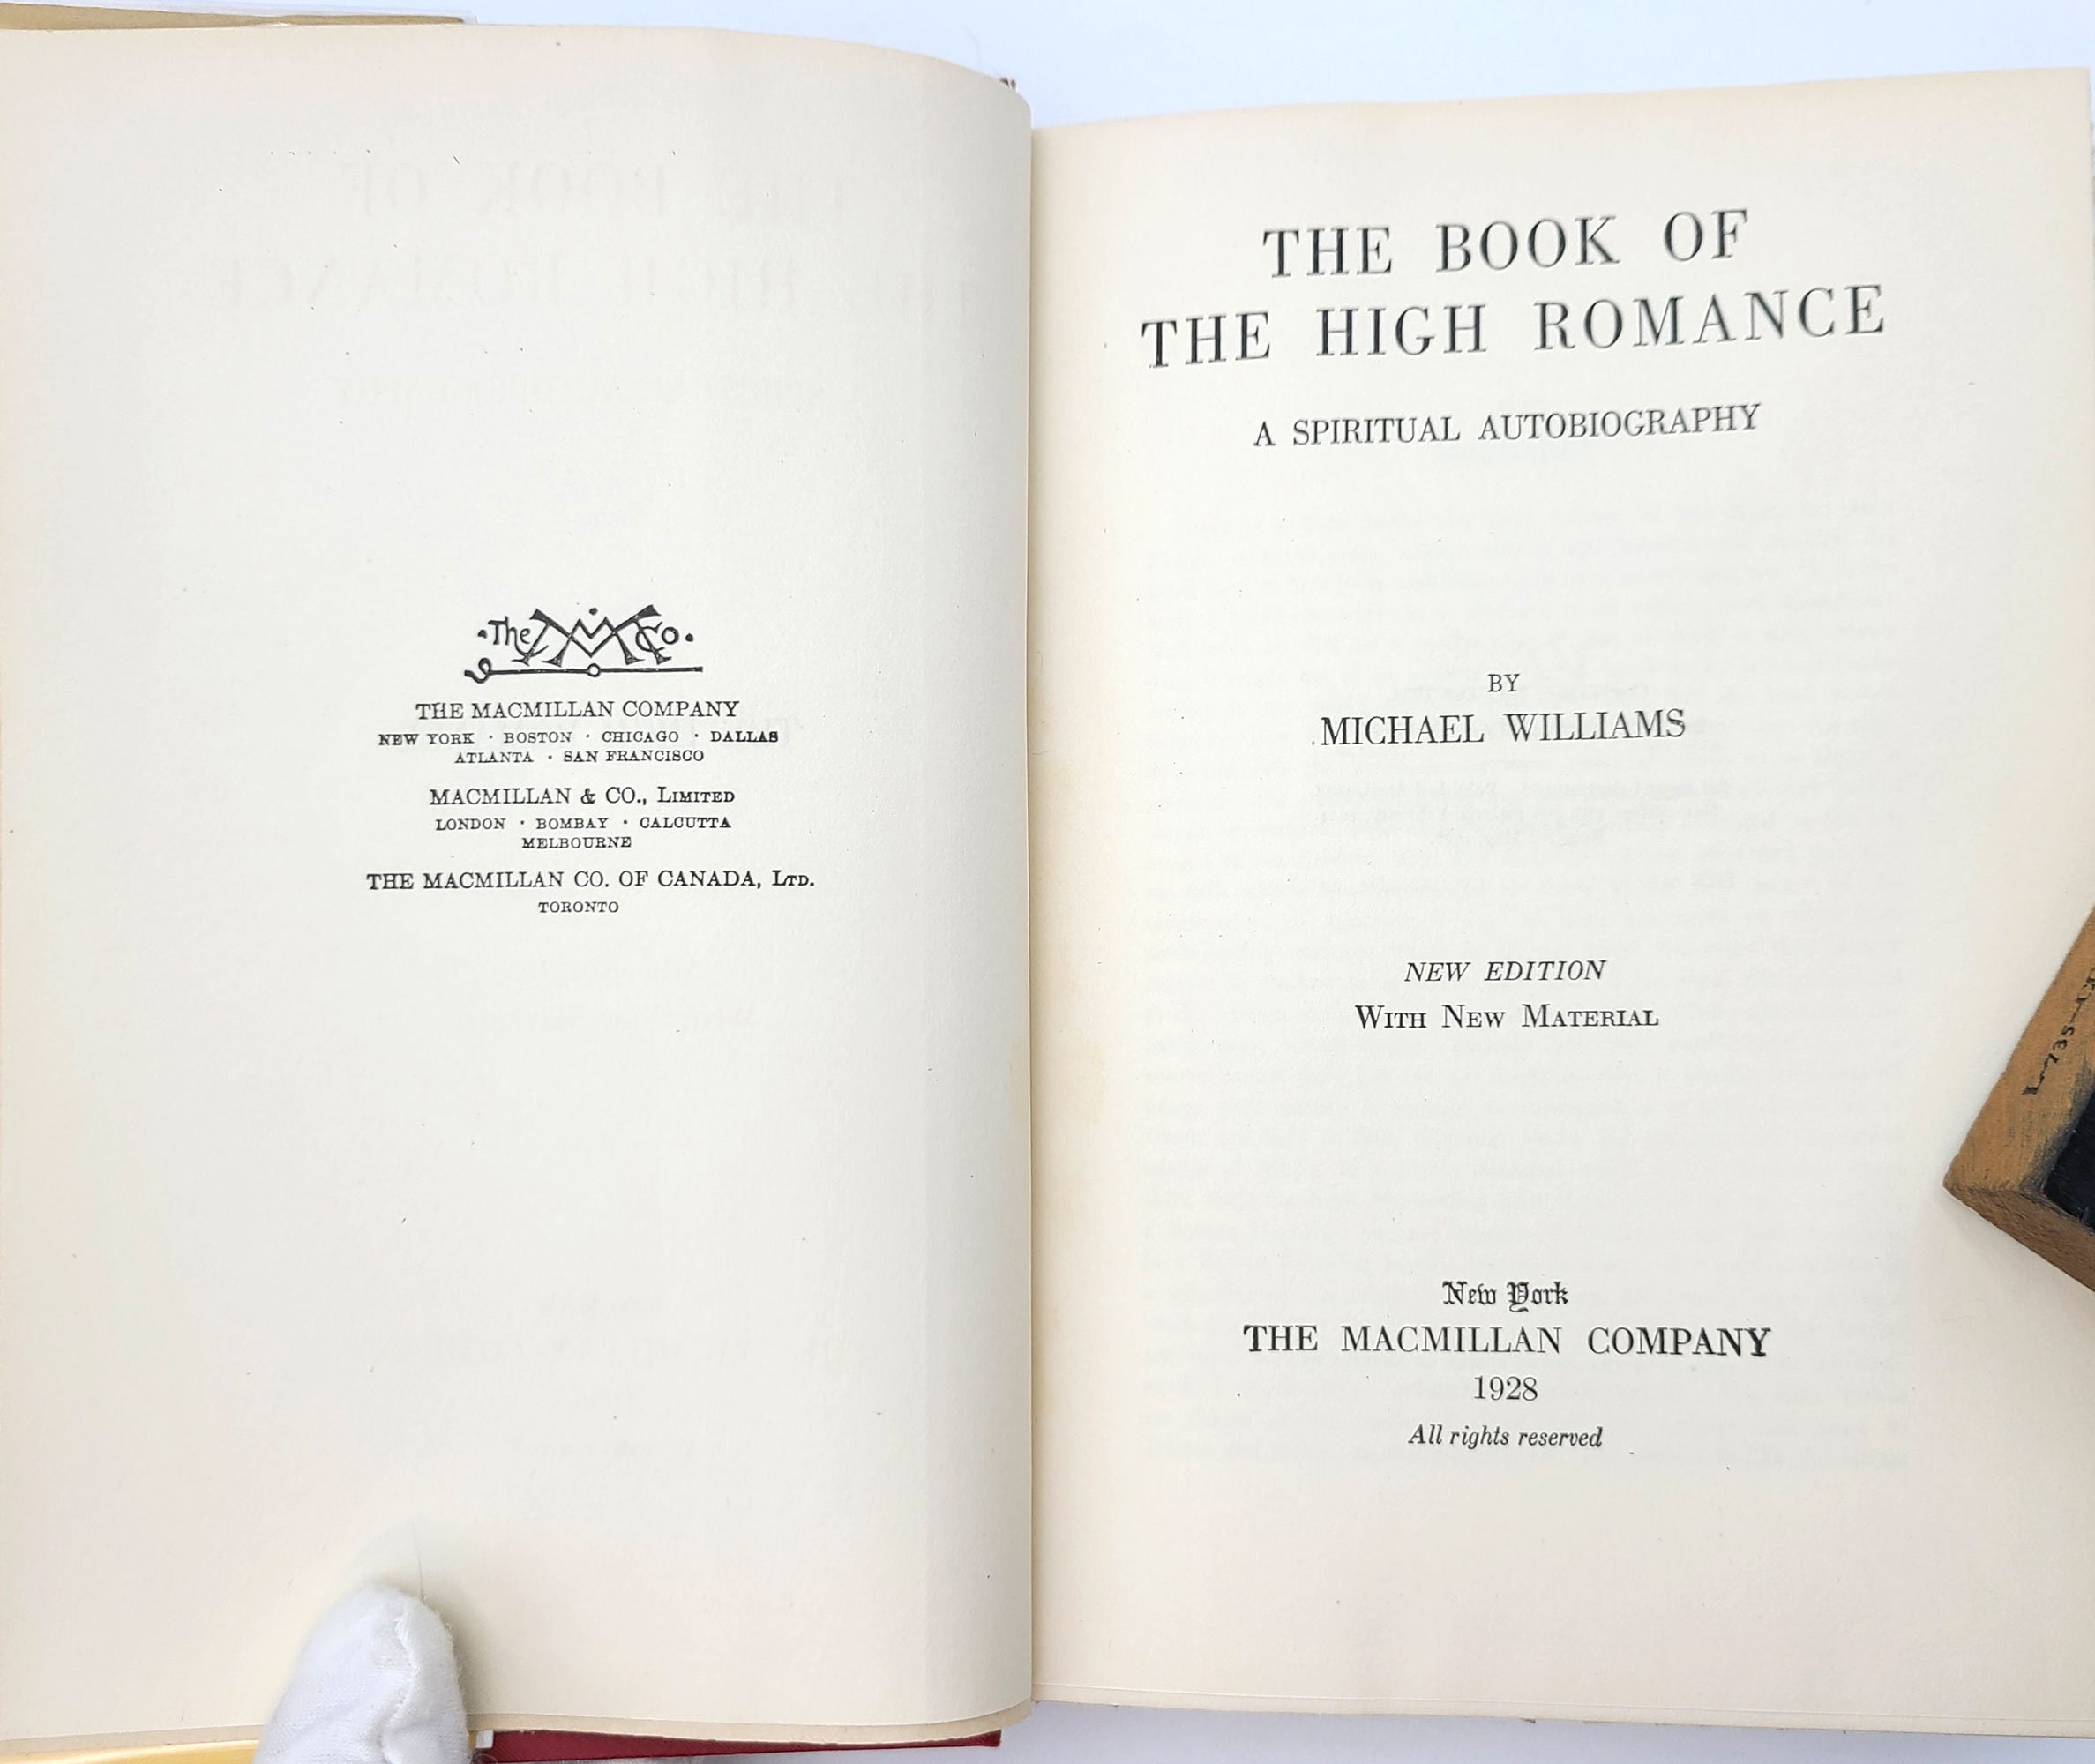 The M Co.
THE MACMILLAN COMPANY
NEW YORK · BOSTON · CHICAGO · DALLAS
ATLANTA · SAN FRANCISCO
MACMILLAN & CO., LIMITED
LONDON · BOMBAY · CALCUTTA
MELBOURNE
THE MACMILLAN CO. OF CANADA, LTD.
TORONTO
THE BOOK OF
THE HIGH ROMANCE
A SPIRITUAL AUTOBIOGRAPHY
BY
MICHAEL WILLIAMS
NEW EDITION
WITH NEW MATERIAL
New York
THE MACMILLAN COMPANY
1928
All rights reserved